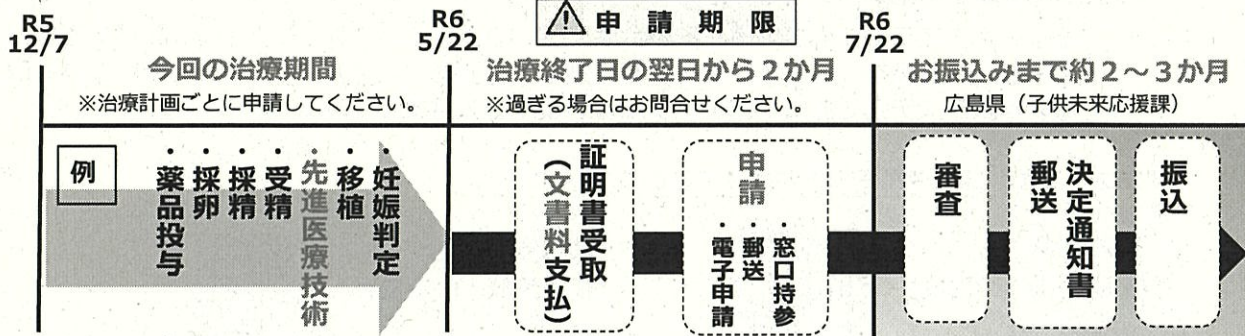 R5
12/7
R6
5/22
⚠申請期限
R6
7/22
今回の治療期間
※治療計画ごとに申請してください。
治療終了日の翌日から2か月
※過ぎる場合はお問合せください。
お振込みまで約2~3か月
広島県(子供未来応援課)
例
・薬品投与
・採卵
・採精
・受精
・先進医療技術
・移植
・妊娠判定
証明書受取
(文書料支払)
申請
・窓口持参
・郵送
・電子申請
審査
決定通知書
郵送
振込